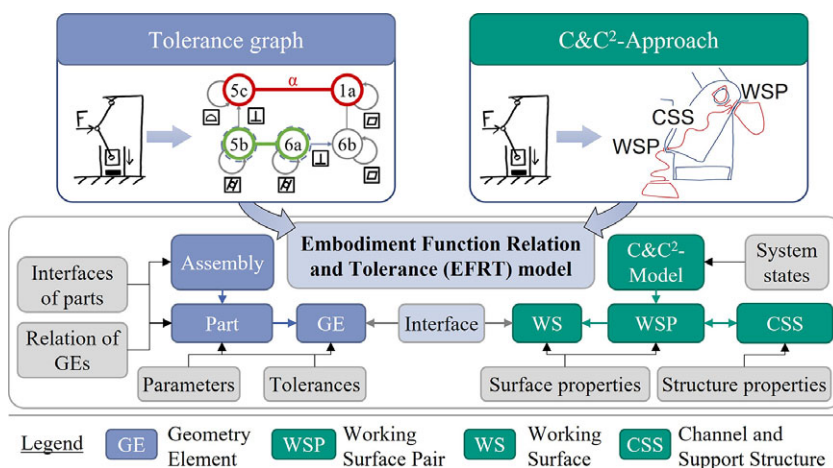 Tolerance graph
C&C²-Approach
F
α
5c
1a
5b
6a
6b
F
WSP
CSS
WSP
Embodiment Function Relation
and Tolerance (EFRT) model
Interfaces
of parts
Assembly
C&C²-
Model
System
states
Relation of
GEs
Part
GE
Interface
WS
WSP
CSS
Parameters
Tolerances
Surface properties
Structure properties
Legend
GE
Geometry
Element
WSP
Working
Surface Pair
WS
Working
Surface
CSS
Channel and
Support Structure